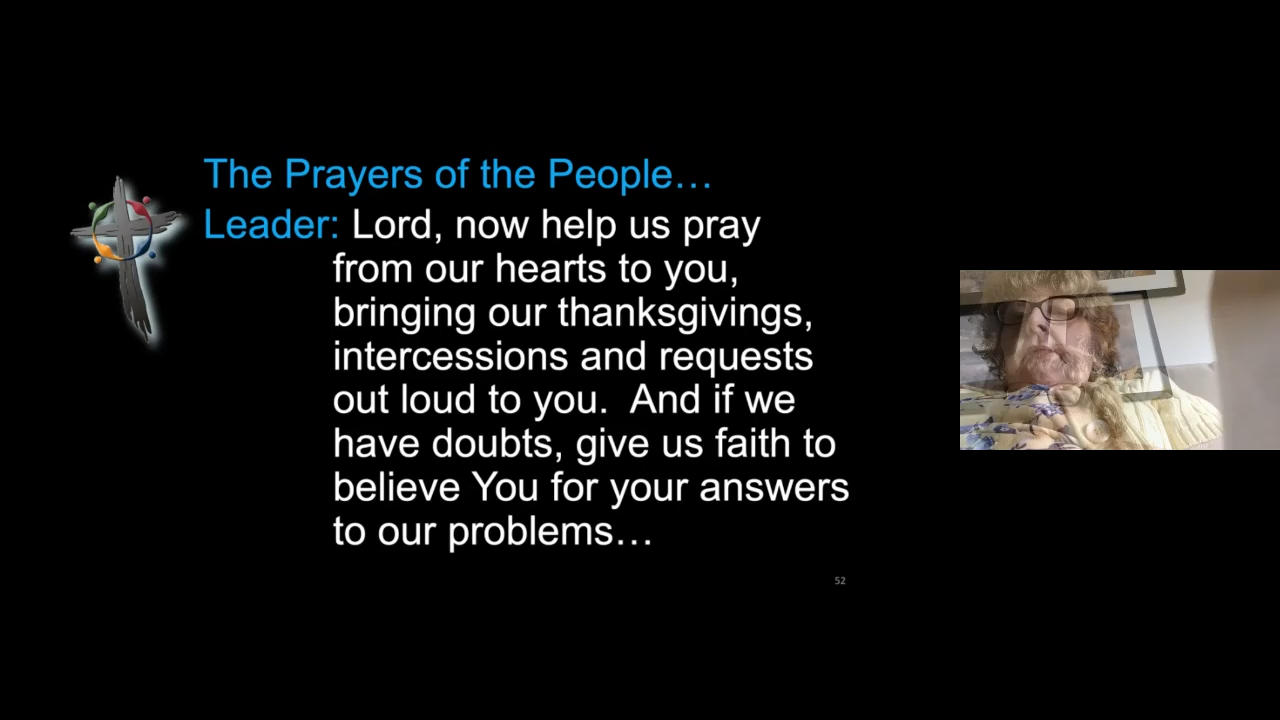 The Prayers of the People…
Leader: Lord, now help us pray
from our hearts to you,
bringing our thanksgivings,
intercessions and requests
out loud to you.  And if we
have doubts, give us faith to
believe You for your answers
to our problems…
52